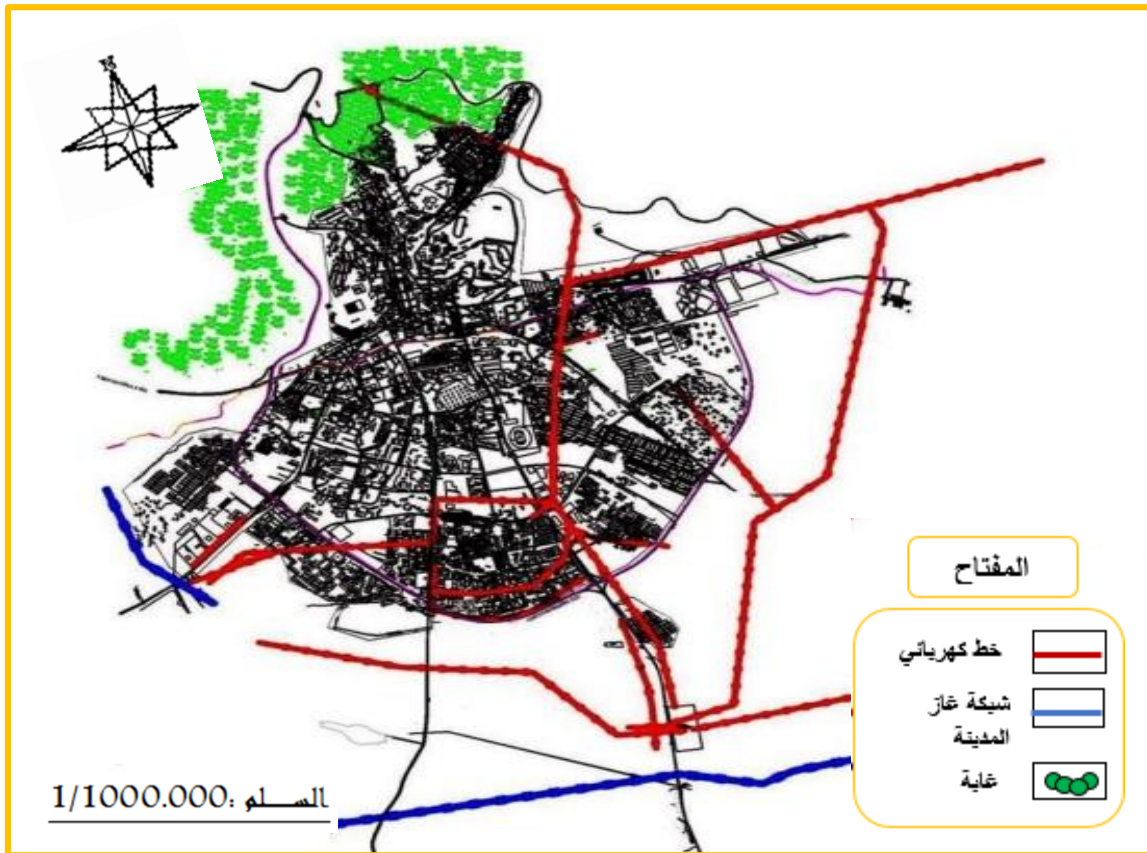 المفتاح
خط كهربائي
شبكة غاز
المدينة
غابة
السلم :1/1000.000